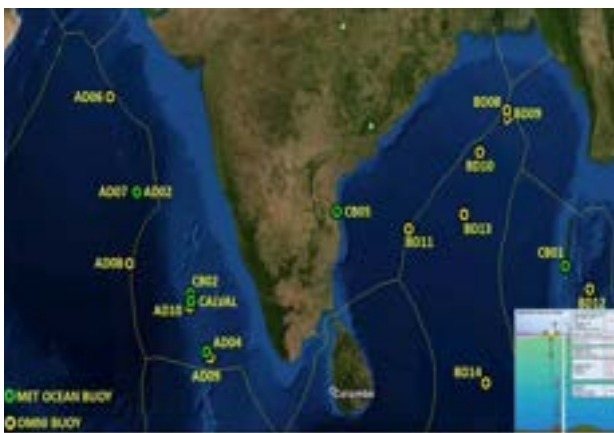 BD08
AD06
BD09
BD10
AD07 AD02
CB05
BD13
BD11
CB01
AD08
CB02
BD12
CALVAL
AD10
AD04
AD09
BD14
Colombo
MET OCEAN BUOY
OMNI BUOY